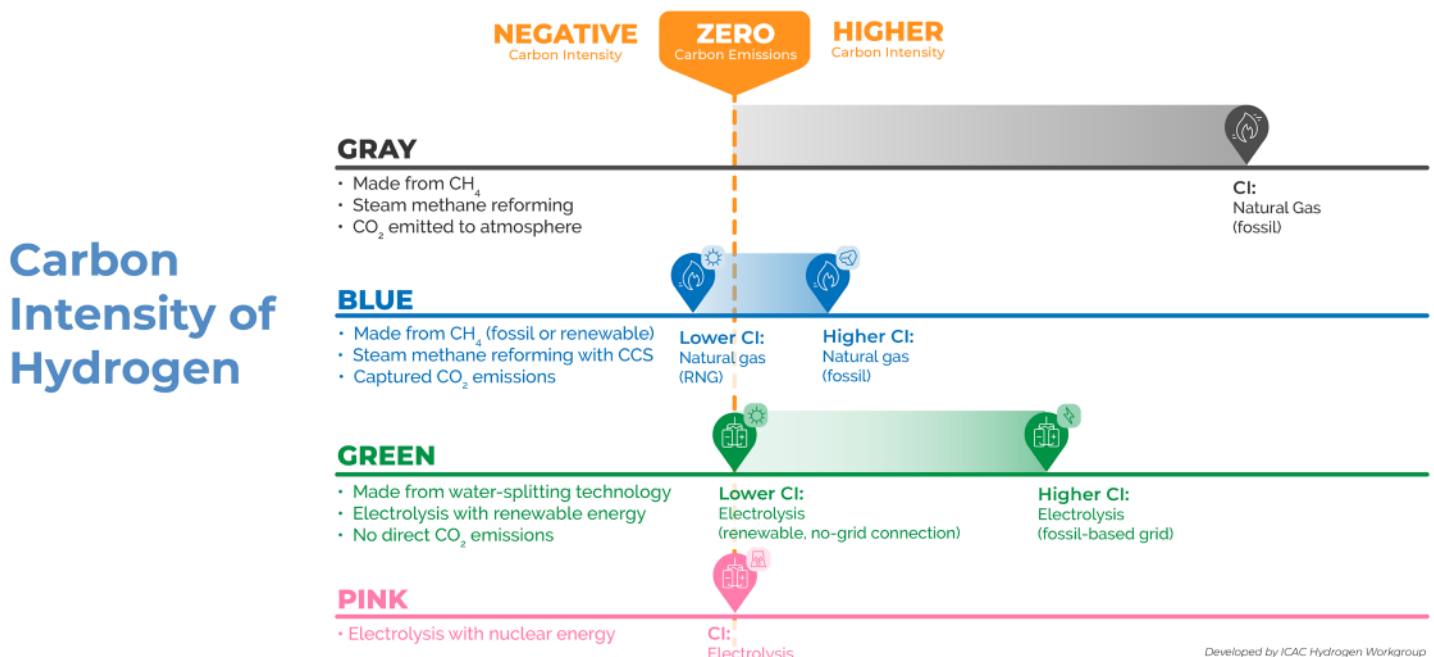 NEGATIVE
Carbon Intensity
ZERO
Carbon Emissions
HIGHER
Carbon Intensity
Carbon
Intensity of
Hydrogen
GRAY
• Made from CH₄
• Steam methane reforming
• CO₂ emitted to atmosphere
CI:
Natural Gas
(fossil)
BLUE
• Made from CH₄ (fossil or renewable)
• Steam methane reforming with CCS
• Captured CO₂ emissions
Lower CI:
Natural gas
(RNG)
Higher CI:
Natural gas
(fossil)
GREEN
• Made from water-splitting technology
• Electrolysis with renewable energy
• No direct CO₂ emissions
Lower CI:
Electrolysis
(renewable, no-grid connection)
Higher CI:
Electrolysis
(fossil-based grid)
PINK
• Electrolysis with nuclear energy
CI:
Electrolysis
Developed by ICAC Hydrogen Workgroup